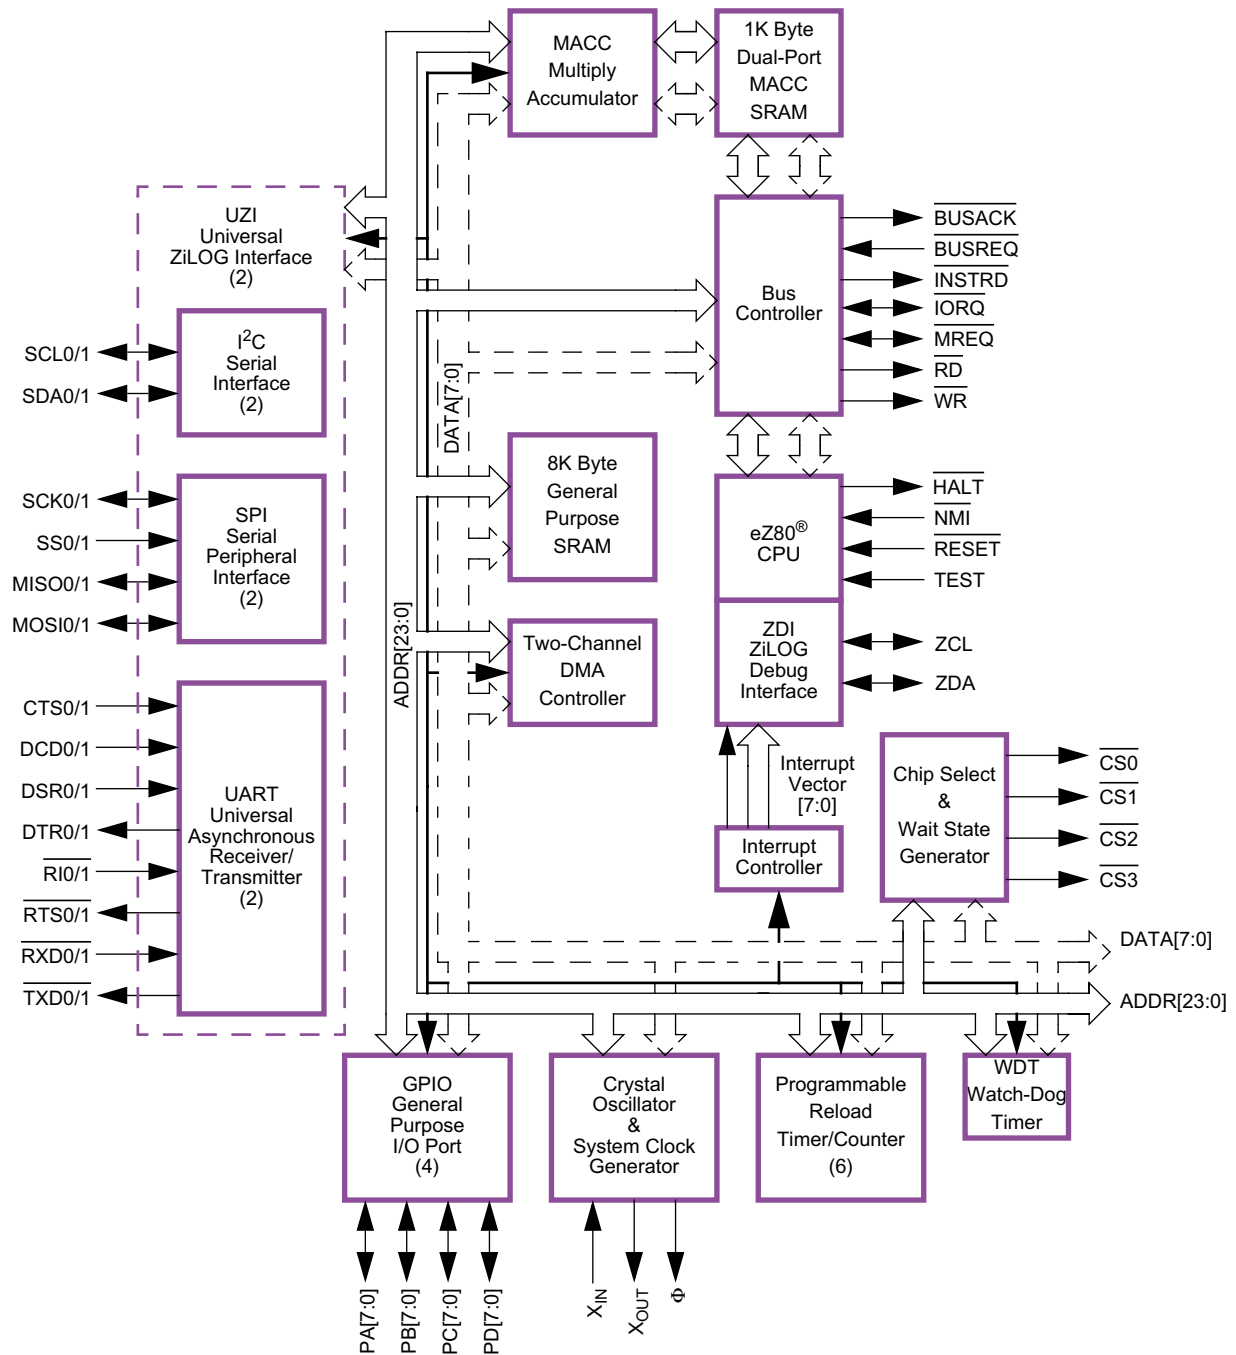 MACC
Multiply
Accumulator
1K Byte
Dual-Port
MACC
SRAM
UZI
Universal
ZiLOG Interface
(2)
I²C
Serial
Interface
(2)
SCL0/1
SDA0/1
SPI
Serial
Peripheral
Interface
(2)
SCK0/1
SS0/1
MISO0/1
MOSI0/1
UART
Universal
Asynchronous
Receiver/
Transmitter
(2)
CTS0/1
DCD0/1
DSR0/1
DTR0/1
RI0/1
RTS0/1
RXD0/1
TXD0/1
DATA[7:0]
ADDR[23:0]
Bus
Controller
BUSACK
BUSREQ
INSTRD
IORQ
MREQ
RD
WR
8K Byte
General
Purpose
SRAM
eZ80®
CPU
HALT
NMI
RESET
TEST
Two-Channel
DMA
Controller
ZDI
ZiLOG
Debug
Interface
ZCL
ZDA
Interrupt
Vector
[7:0]
Interrupt
Controller
Chip Select
&
Wait State
Generator
CS0
CS1
CS2
CS3
DATA[7:0]
ADDR[23:0]
GPIO
General
Purpose
I/O Port
(4)
Crystal
Oscillator
&
System Clock
Generator
Programmable
Reload
Timer/Counter
(6)
WDT
Watch-Dog
Timer
PA[7:0]
PB[7:0]
PC[7:0]
PD[7:0]
XIN
XOUT
Φ